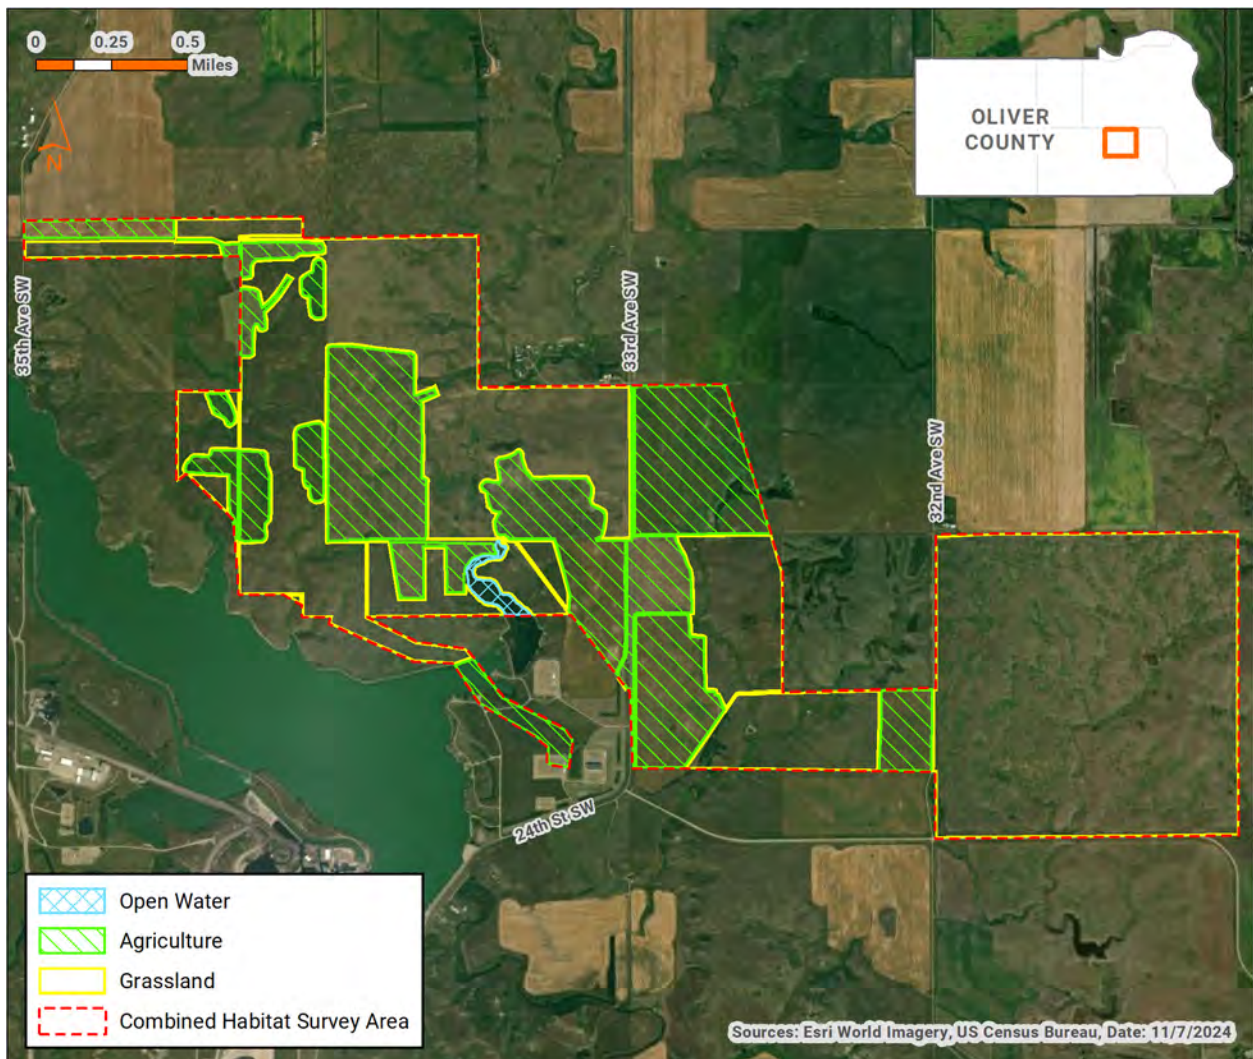 0 0.25 0.5
Miles
N
OLIVER
COUNTY
35th Ave SW
33rd Ave SW
32nd Ave SW
24th St SW
Open Water
Agriculture
Grassland
Combined Habitat Survey Area
Sources: Esri World Imagery, US Census Bureau, Date: 11/7/2024